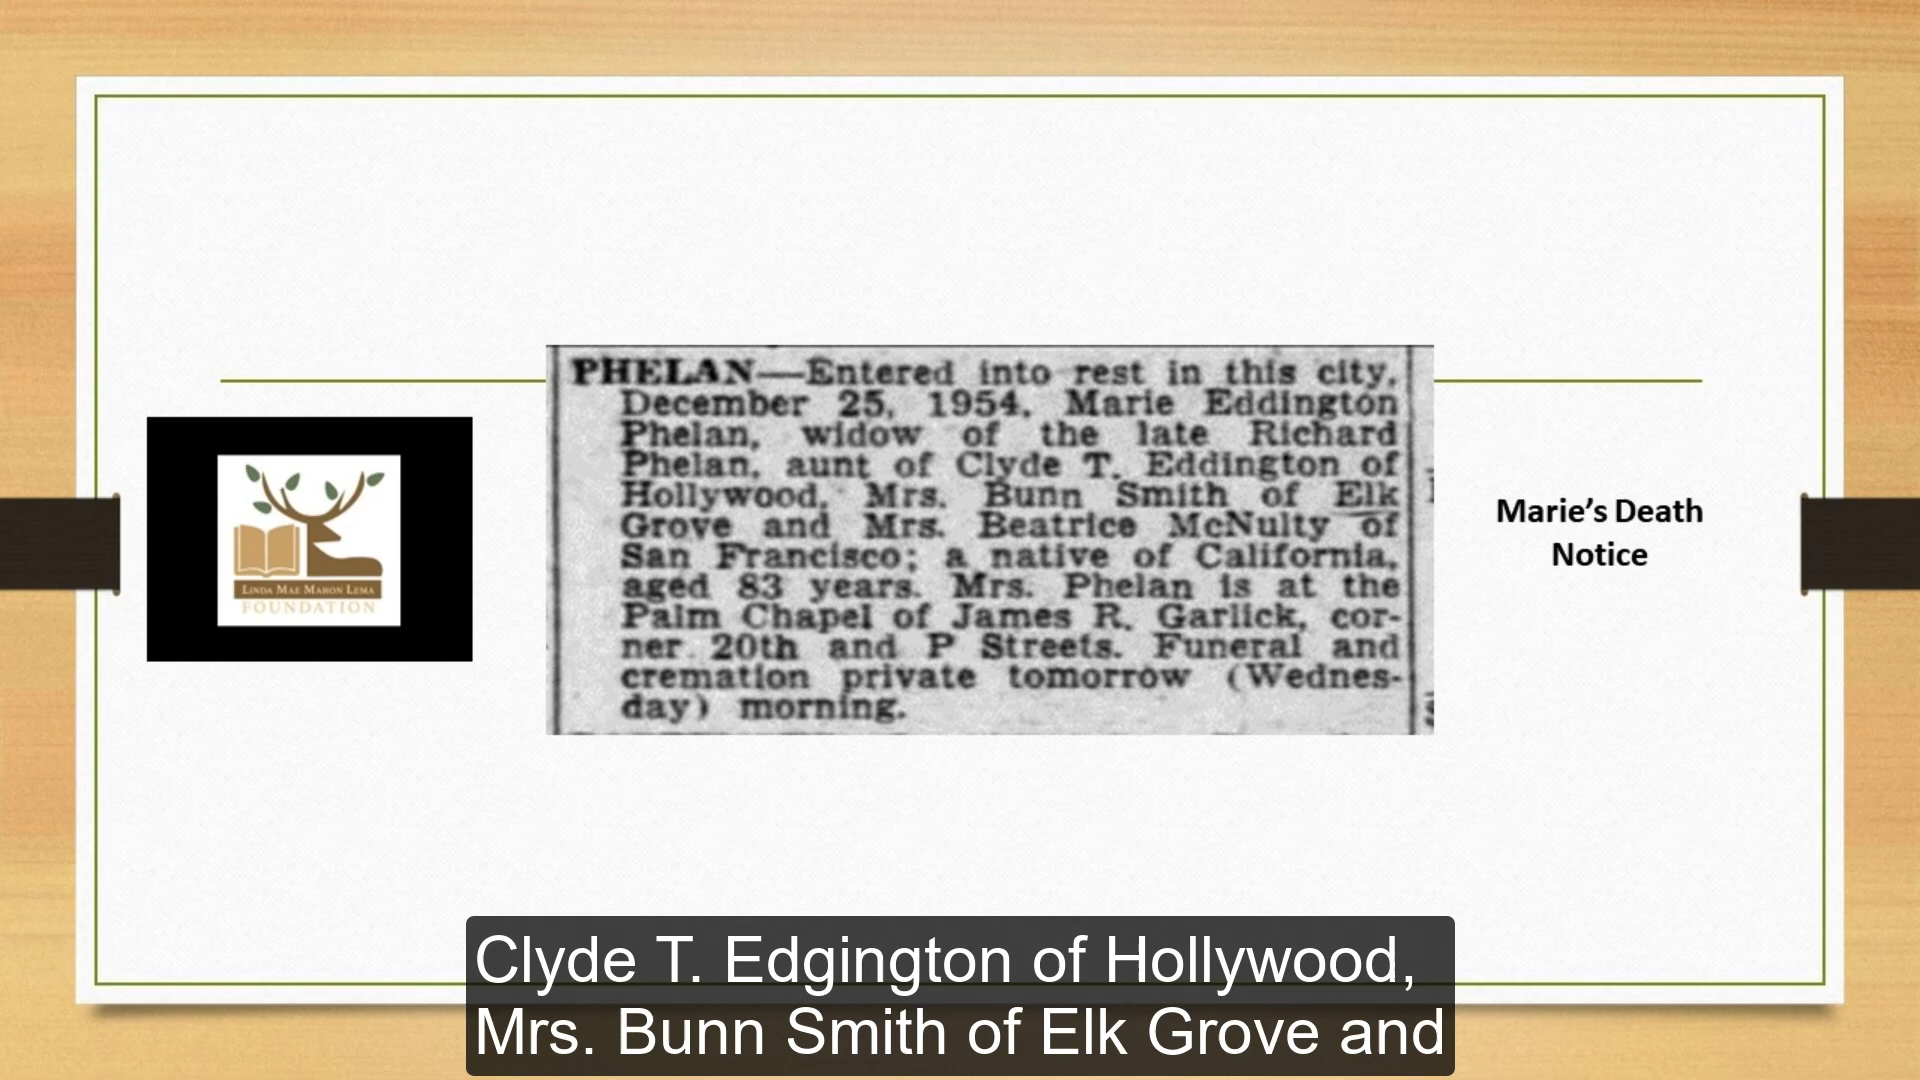 PHELAN—Entered into rest in this city,
December 25, 1954, Marie Eddington
Phelan, widow of the late Richard
Phelan, aunt of Clyde T. Eddington of
Hollywood, Mrs. Bunn Smith of Elk
Grove and Mrs. Beatrice McNulty of
San Francisco; a native of California,
aged 83 years. Mrs. Phelan is at the
Palm Chapel of James R. Garlick, cor-
ner 20th and P Streets. Funeral and
cremation private tomorrow (Wednes-
day) morning.
LINDA MAE MAHON LEMA
FOUNDATION
Marie’s Death
Notice
Clyde T. Edgington of Hollywood,
Mrs. Bunn Smith of Elk Grove and